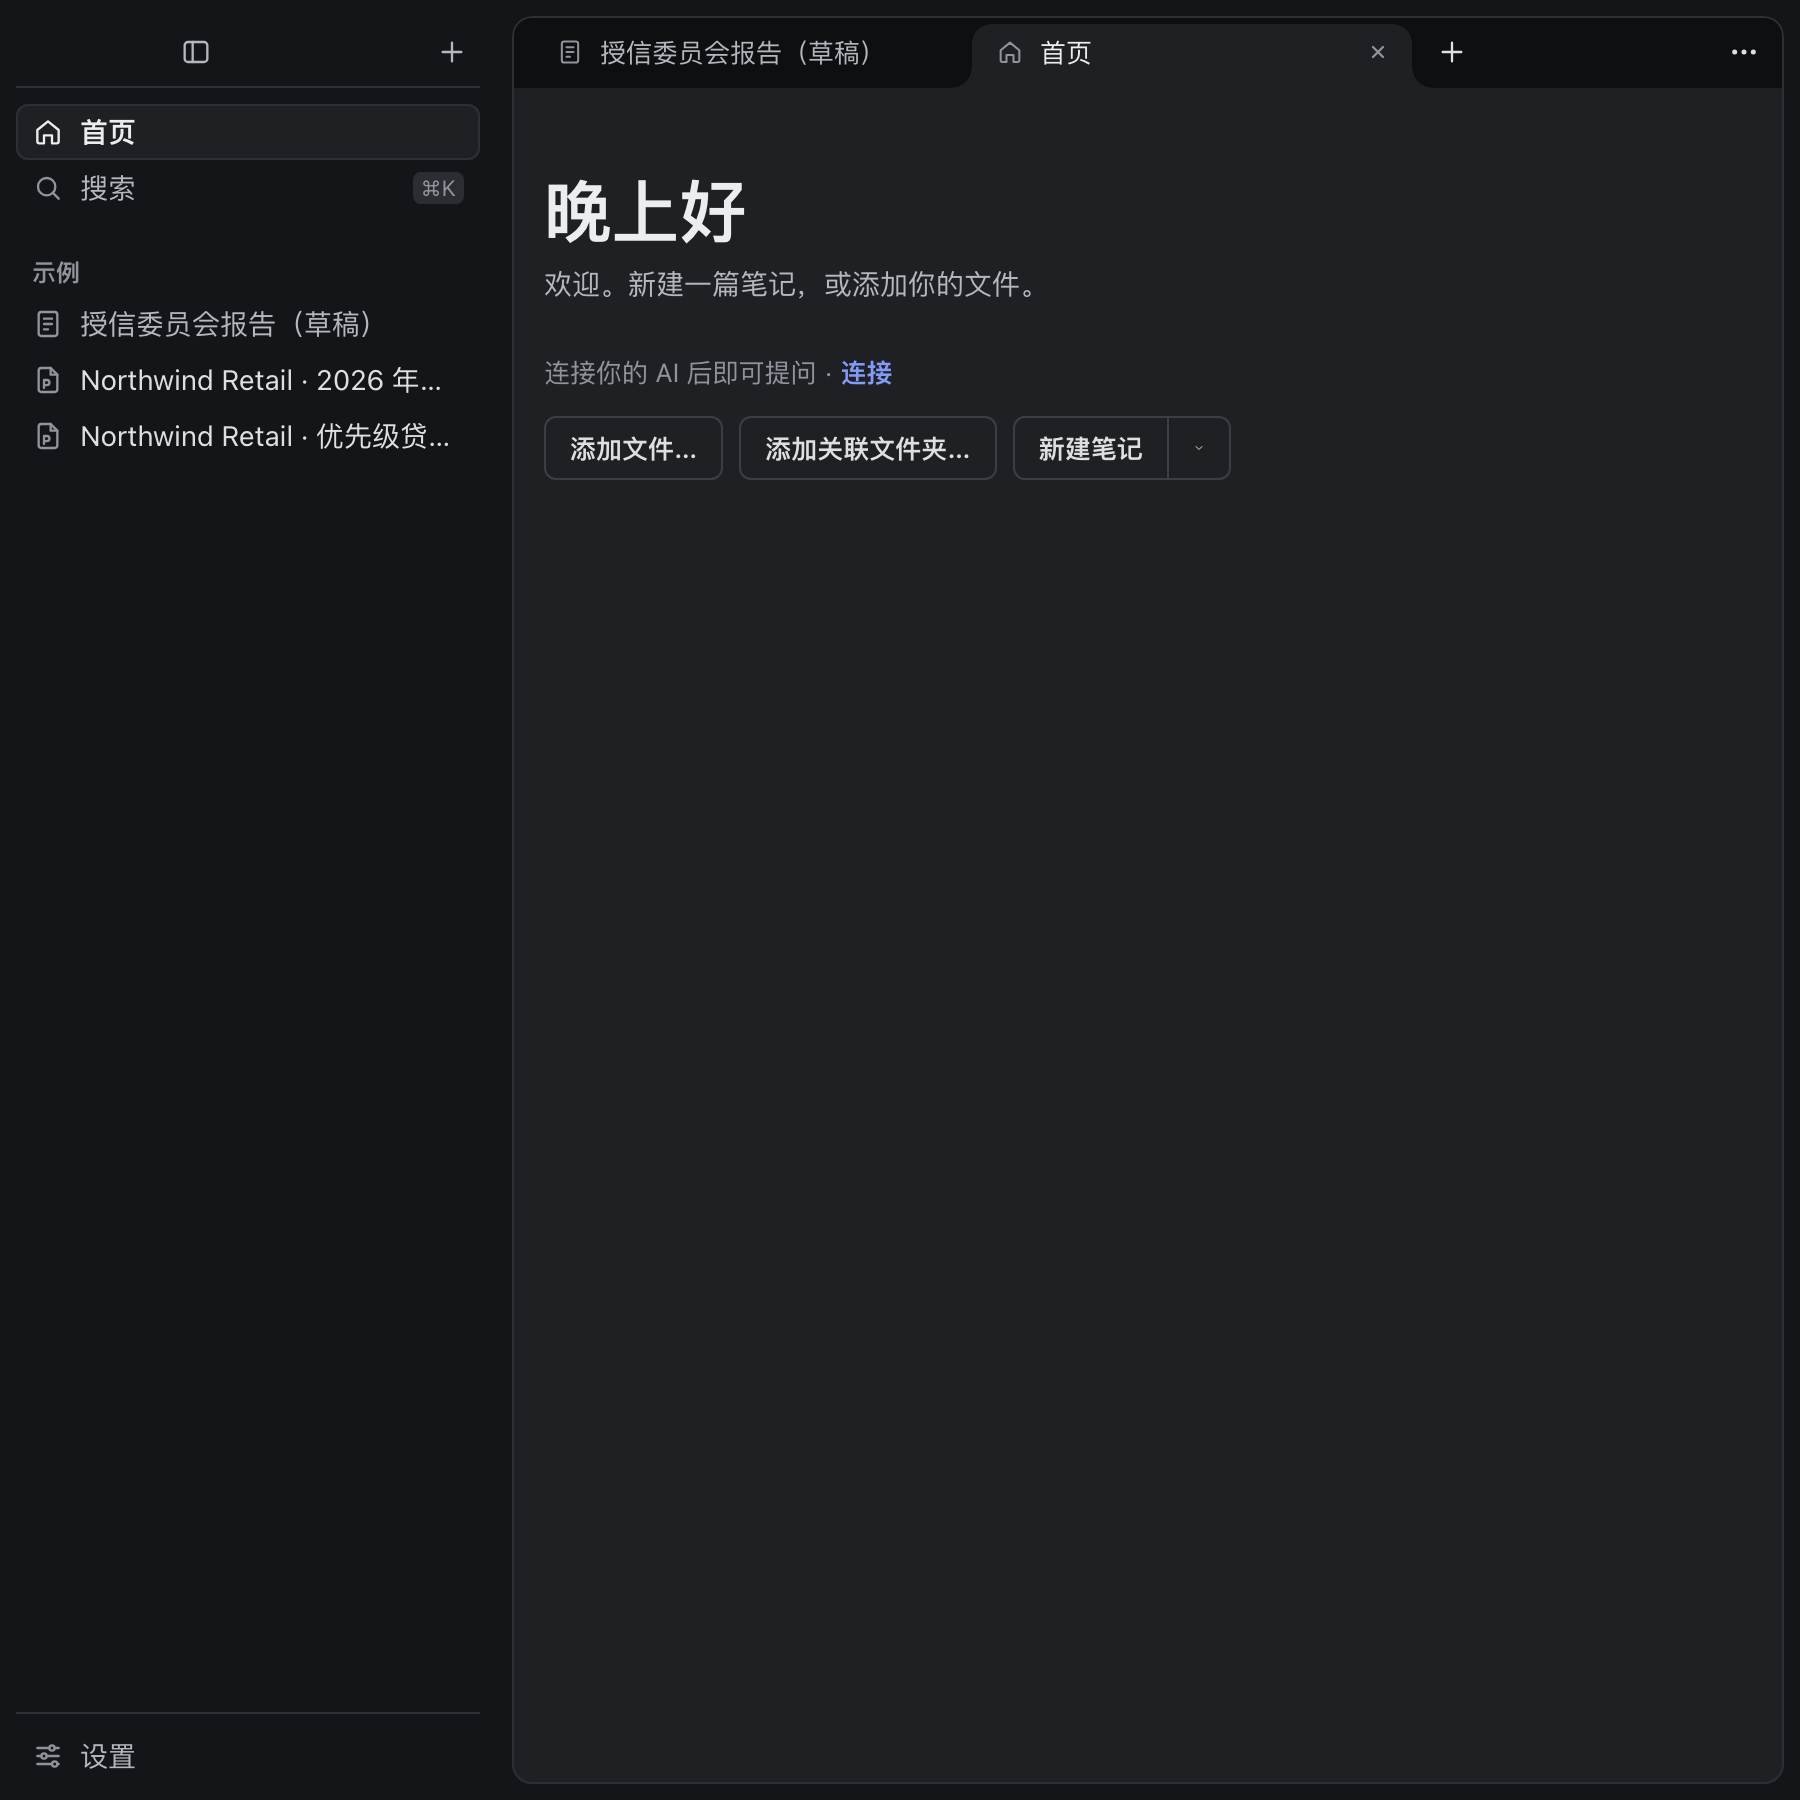 首页
搜索 ⌘K
示例
授信委员会报告（草稿）
Northwind Retail · 2026 年...
Northwind Retail · 优先级贷...
设置
授信委员会报告（草稿） 首页
晚上好
欢迎。新建一篇笔记，或添加你的文件。
连接你的 AI 后即可提问 · 连接
添加文件... 添加关联文件夹... 新建笔记